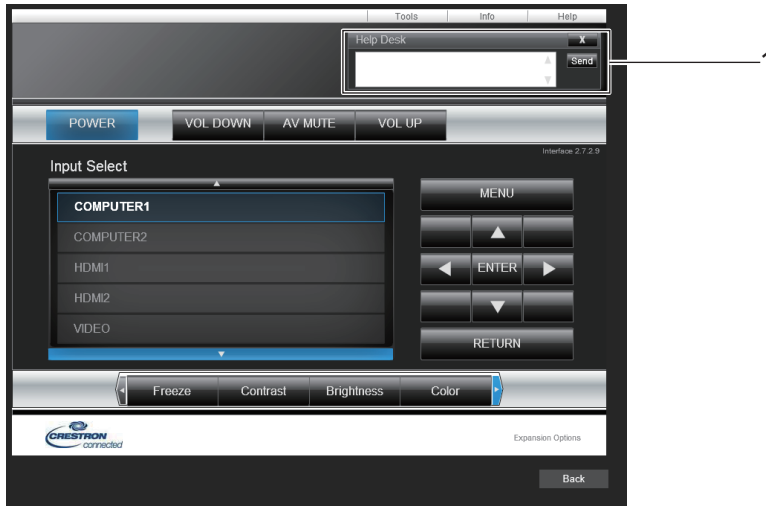 Tools Info Help
Help Desk X
Send
1
POWER VOL DOWN AV MUTE VOL UP
Interface 2.7.2.9
Input Select
COMPUTER1
COMPUTER2
HDMI1
HDMI2
VIDEO
MENU
ENTER
RETURN
Freeze Contrast Brightness Color
CRESTRON
connected
Expansion Options
Back